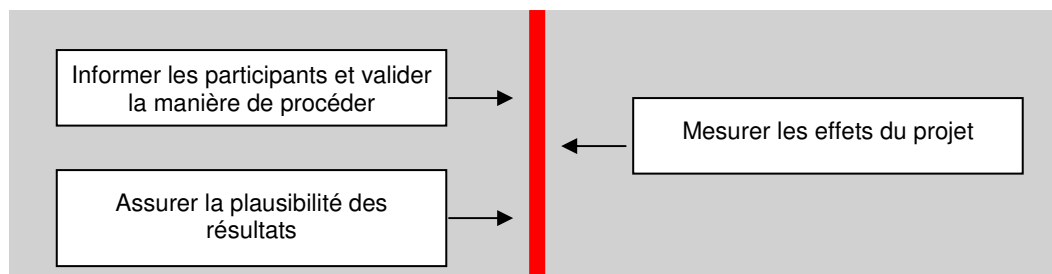 Informer les participants et valider
la manière de procéder
Mesurer les effets du projet
Assurer la plausibilité des
résultats